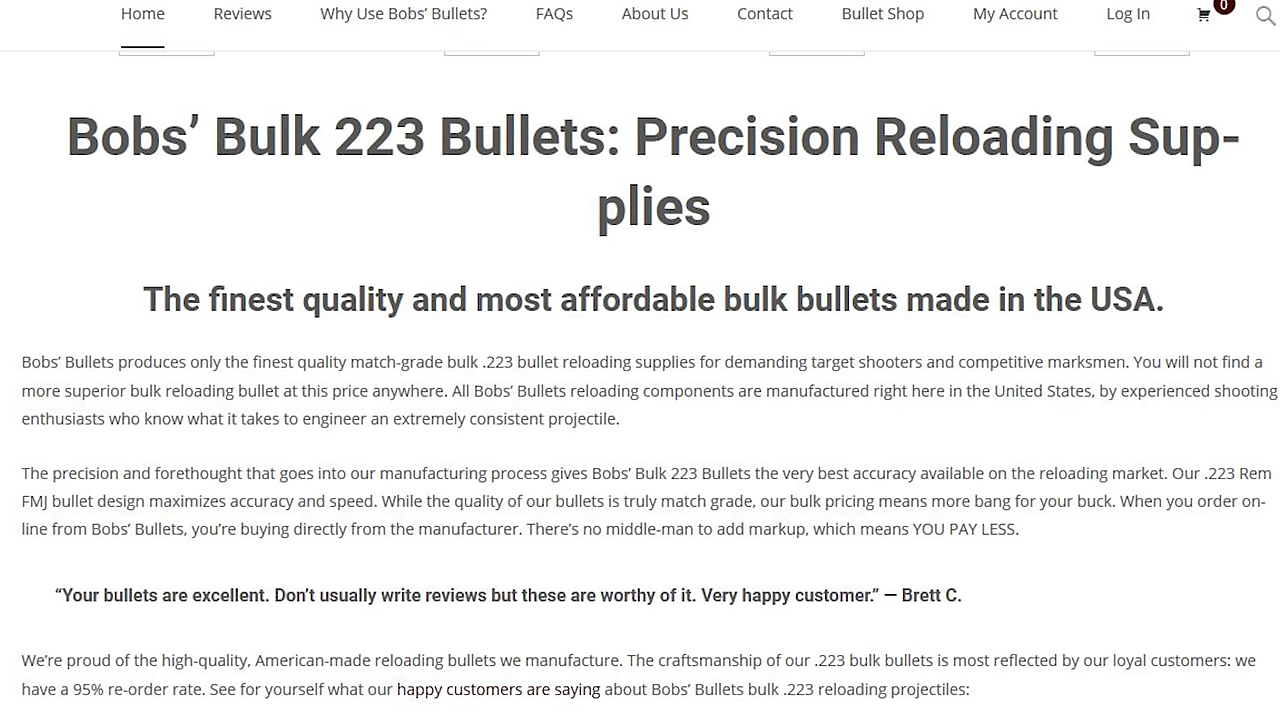 Home Reviews Why Use Bobs’ Bullets? FAQs About Us Contact Bullet Shop My Account Log In 0
Bobs’ Bulk 223 Bullets: Precision Reloading Sup-
plies
The finest quality and most affordable bulk bullets made in the USA.
Bobs’ Bullets produces only the finest quality match-grade bulk .223 bullet reloading supplies for demanding target shooters and competitive marksmen. You will not find a
more superior bulk reloading bullet at this price anywhere. All Bobs’ Bullets reloading components are manufactured right here in the United States, by experienced shooting
enthusiasts who know what it takes to engineer an extremely consistent projectile.
The precision and forethought that goes into our manufacturing process gives Bobs’ Bulk 223 Bullets the very best accuracy available on the reloading market. Our .223 Rem
FMJ bullet design maximizes accuracy and speed. While the quality of our bullets is truly match grade, our bulk pricing means more bang for your buck. When you order on-
line from Bobs’ Bullets, you’re buying directly from the manufacturer. There’s no middle-man to add markup, which means YOU PAY LESS.
“Your bullets are excellent. Don’t usually write reviews but these are worthy of it. Very happy customer.” — Brett C.
We’re proud of the high-quality, American-made reloading bullets we manufacture. The craftsmanship of our .223 bulk bullets is most reflected by our loyal customers: we
have a 95% re-order rate. See for yourself what our happy customers are saying about Bobs’ Bullets bulk .223 reloading projectiles: